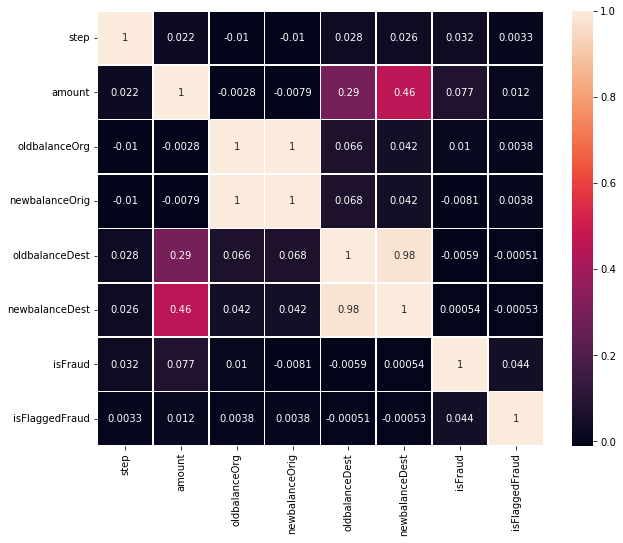 1.0
step 1 0.022 -0.01 -0.01 0.028 0.026 0.032 0.0033
amount 0.022 1 -0.0028 -0.0079 0.29 0.46 0.077 0.012
0.8
oldbalanceOrg -0.01 -0.0028 1 1 0.066 0.042 0.01 0.0038
0.6
newbalanceOrig -0.01 -0.0079 1 1 0.068 0.042 -0.0081 0.0038
oldbalanceDest 0.028 0.29 0.066 0.068 1 0.98 -0.0059 -0.00051
0.4
newbalanceDest 0.026 0.46 0.042 0.042 0.98 1 0.00054 -0.00053
0.2
isFraud 0.032 0.077 0.01 -0.0081 -0.0059 0.00054 1 0.044
isFlaggedFraud 0.0033 0.012 0.0038 0.0038 -0.00051 -0.00053 0.044 1
0.0
step
amount
oldbalanceOrg
newbalanceOrig
oldbalanceDest
newbalanceDest
isFraud
isFlaggedFraud